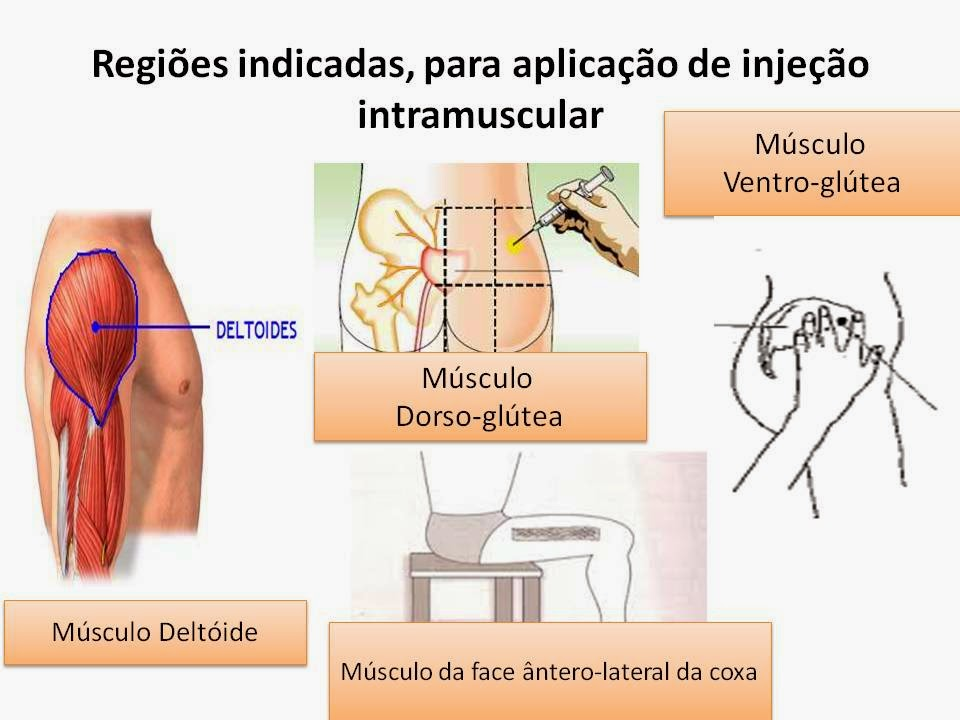 Regiões indicadas, para aplicação de injeção
intramuscular
Músculo
Ventro-glútea
DELTOIDES
Músculo
Dorso-glútea
Músculo Deltóide
Músculo da face ântero-lateral da coxa